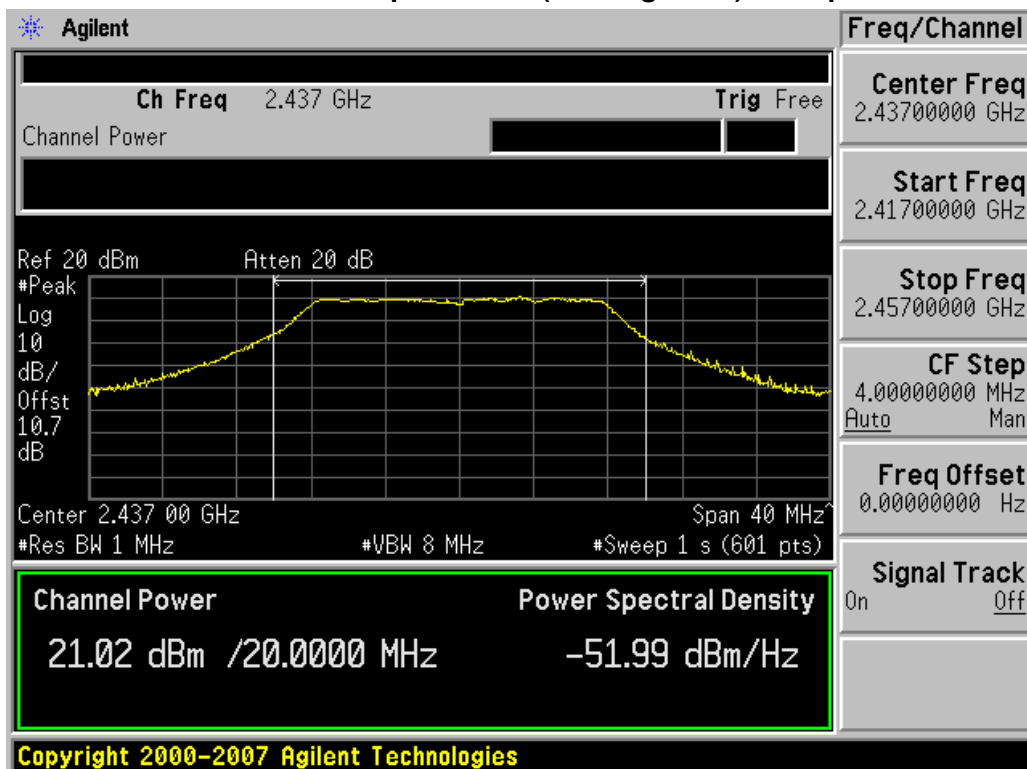 Agilent
Freq/Channel
Ch Freq 2.437 GHz Trig Free
Channel Power
Center Freq
2.43700000 GHz
Start Freq
2.41700000 GHz
Stop Freq
2.45700000 GHz
CF Step
4.00000000 MHz
Auto Man
Freq Offset
0.00000000 Hz
Signal Track
On Off
Ref 20 dBm Atten 20 dB
#Peak
Log
10
dB/
Offst
10.7
dB
Center 2.437 00 GHz Span 40 MHz^
#Res BW 1 MHz #VBW 8 MHz #Sweep 1 s (601 pts)
Channel Power Power Spectral Density
21.02 dBm /20.0000 MHz -51.99 dBm/Hz
Copyright 2000-2007 Agilent Technologies